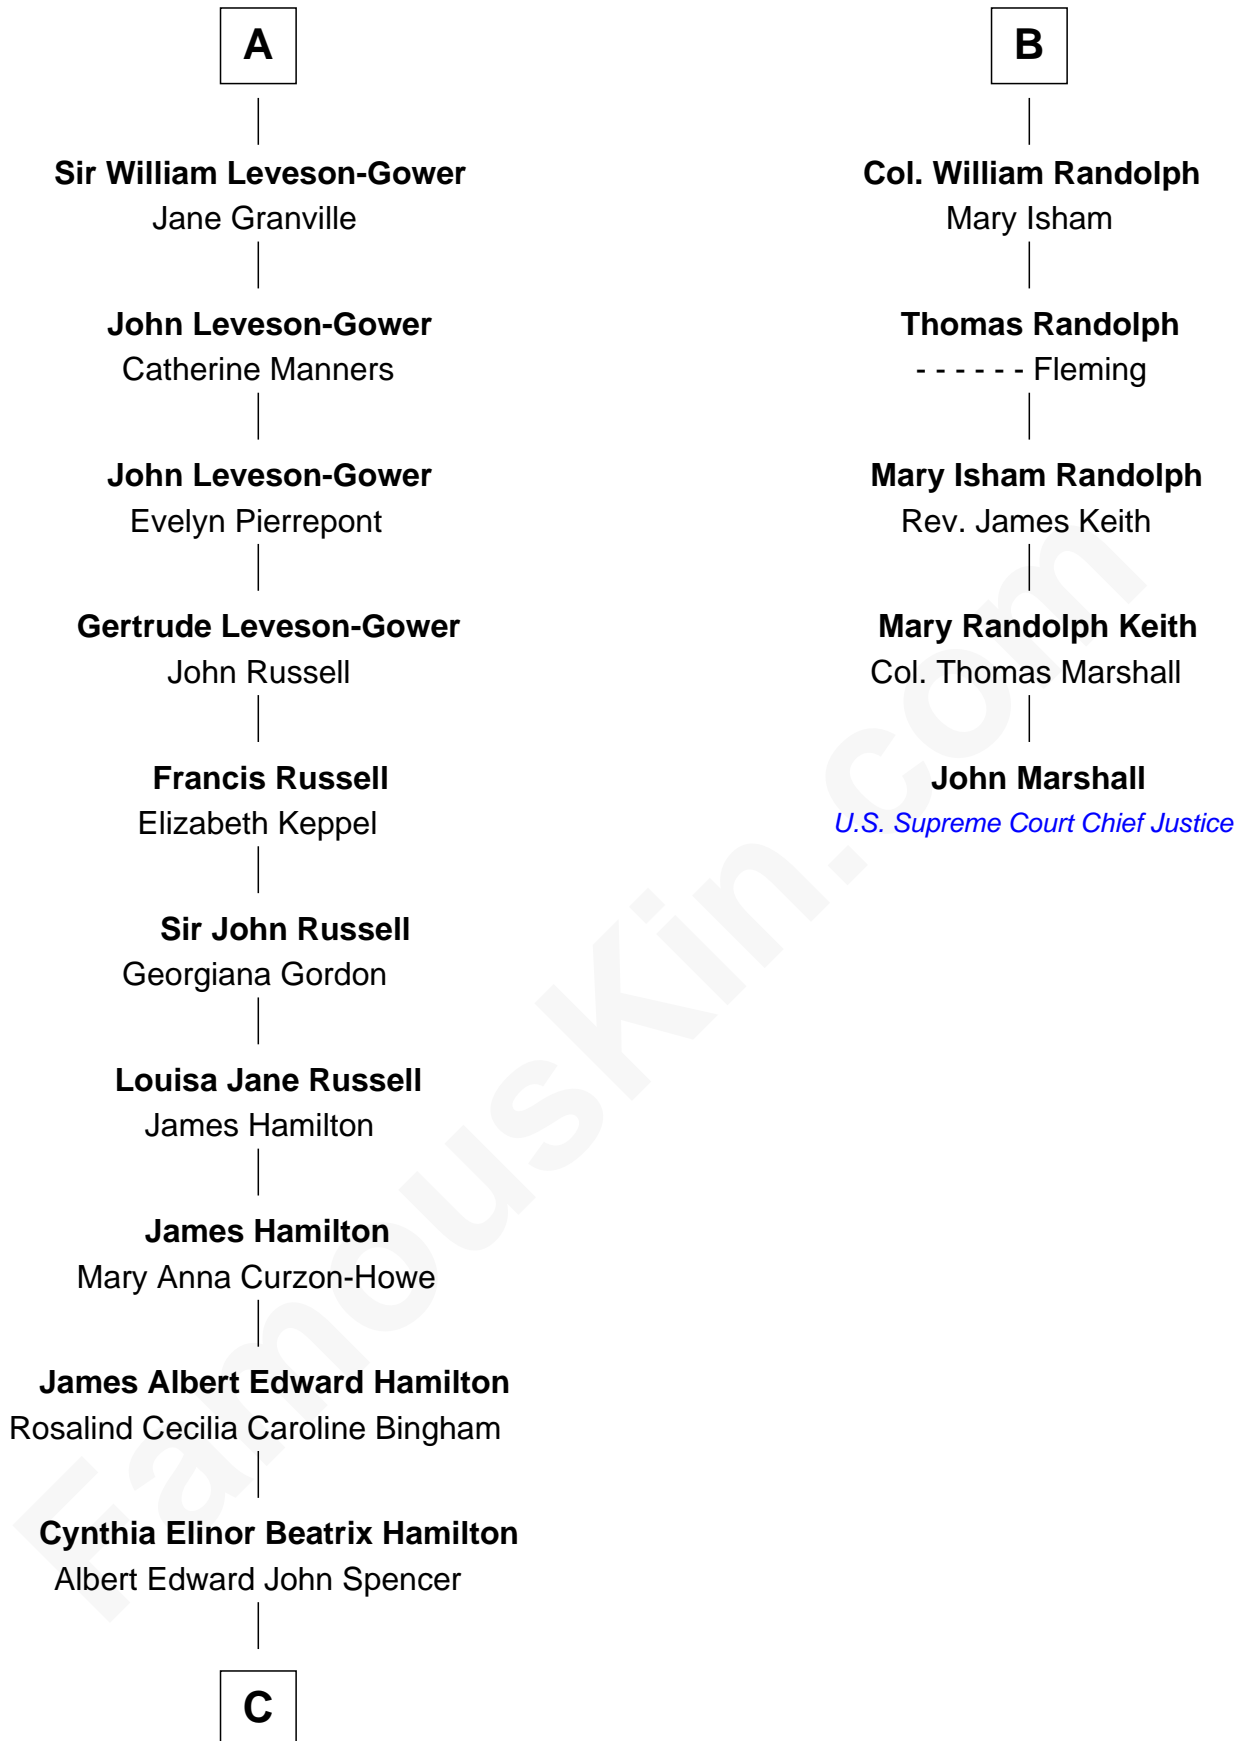 A
Sir William Leveson-Gower
Jane Granville
John Leveson-Gower
Catherine Manners
John Leveson-Gower
Evelyn Pierrepont
Gertrude Leveson-Gower
John Russell
Francis Russell
Elizabeth Keppel
Sir John Russell
Georgiana Gordon
Louisa Jane Russell
James Hamilton
James Hamilton
Mary Anna Curzon-Howe
James Albert Edward Hamilton
Rosalind Cecilia Caroline Bingham
Cynthia Elinor Beatrix Hamilton
Albert Edward John Spencer
C
B
Col. William Randolph
Mary Isham
Thomas Randolph
- - - - - - Fleming
Mary Isham Randolph
Rev. James Keith
Mary Randolph Keith
Col. Thomas Marshall
John Marshall
U.S. Supreme Court Chief Justice
FamousKin.com